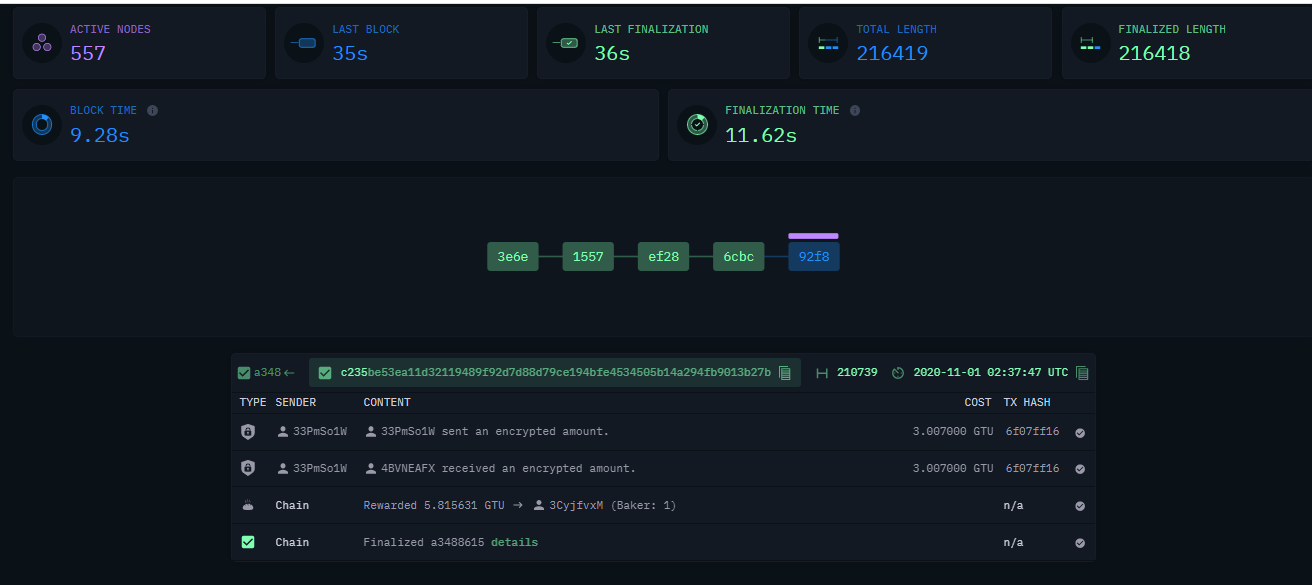 ACTIVE NODES
557
LAST BLOCK
35s
LAST FINALIZATION
36s
TOTAL LENGTH
216419
FINALIZED LENGTH
216418
BLOCK TIME
9.28s
FINALIZATION TIME
11.62s
3e6e 1557 ef28 6cbc 92f8
a348← c235be53ea11d32119489f92d7d88d79ce194bfe4534505b14a294fb9013b27b 210739 2020-11-01 02:37:47 UTC
TYPE SENDER CONTENT COST TX HASH
33PmSo1W 33PmSo1W sent an encrypted amount. 3.007000 GTU 6f07ff16
33PmSo1W 4BVNEAFX received an encrypted amount. 3.007000 GTU 6f07ff16
Chain Rewarded 5.815631 GTU → 3CyjfvxM (Baker: 1) n/a
Chain Finalized a3488615 details n/a